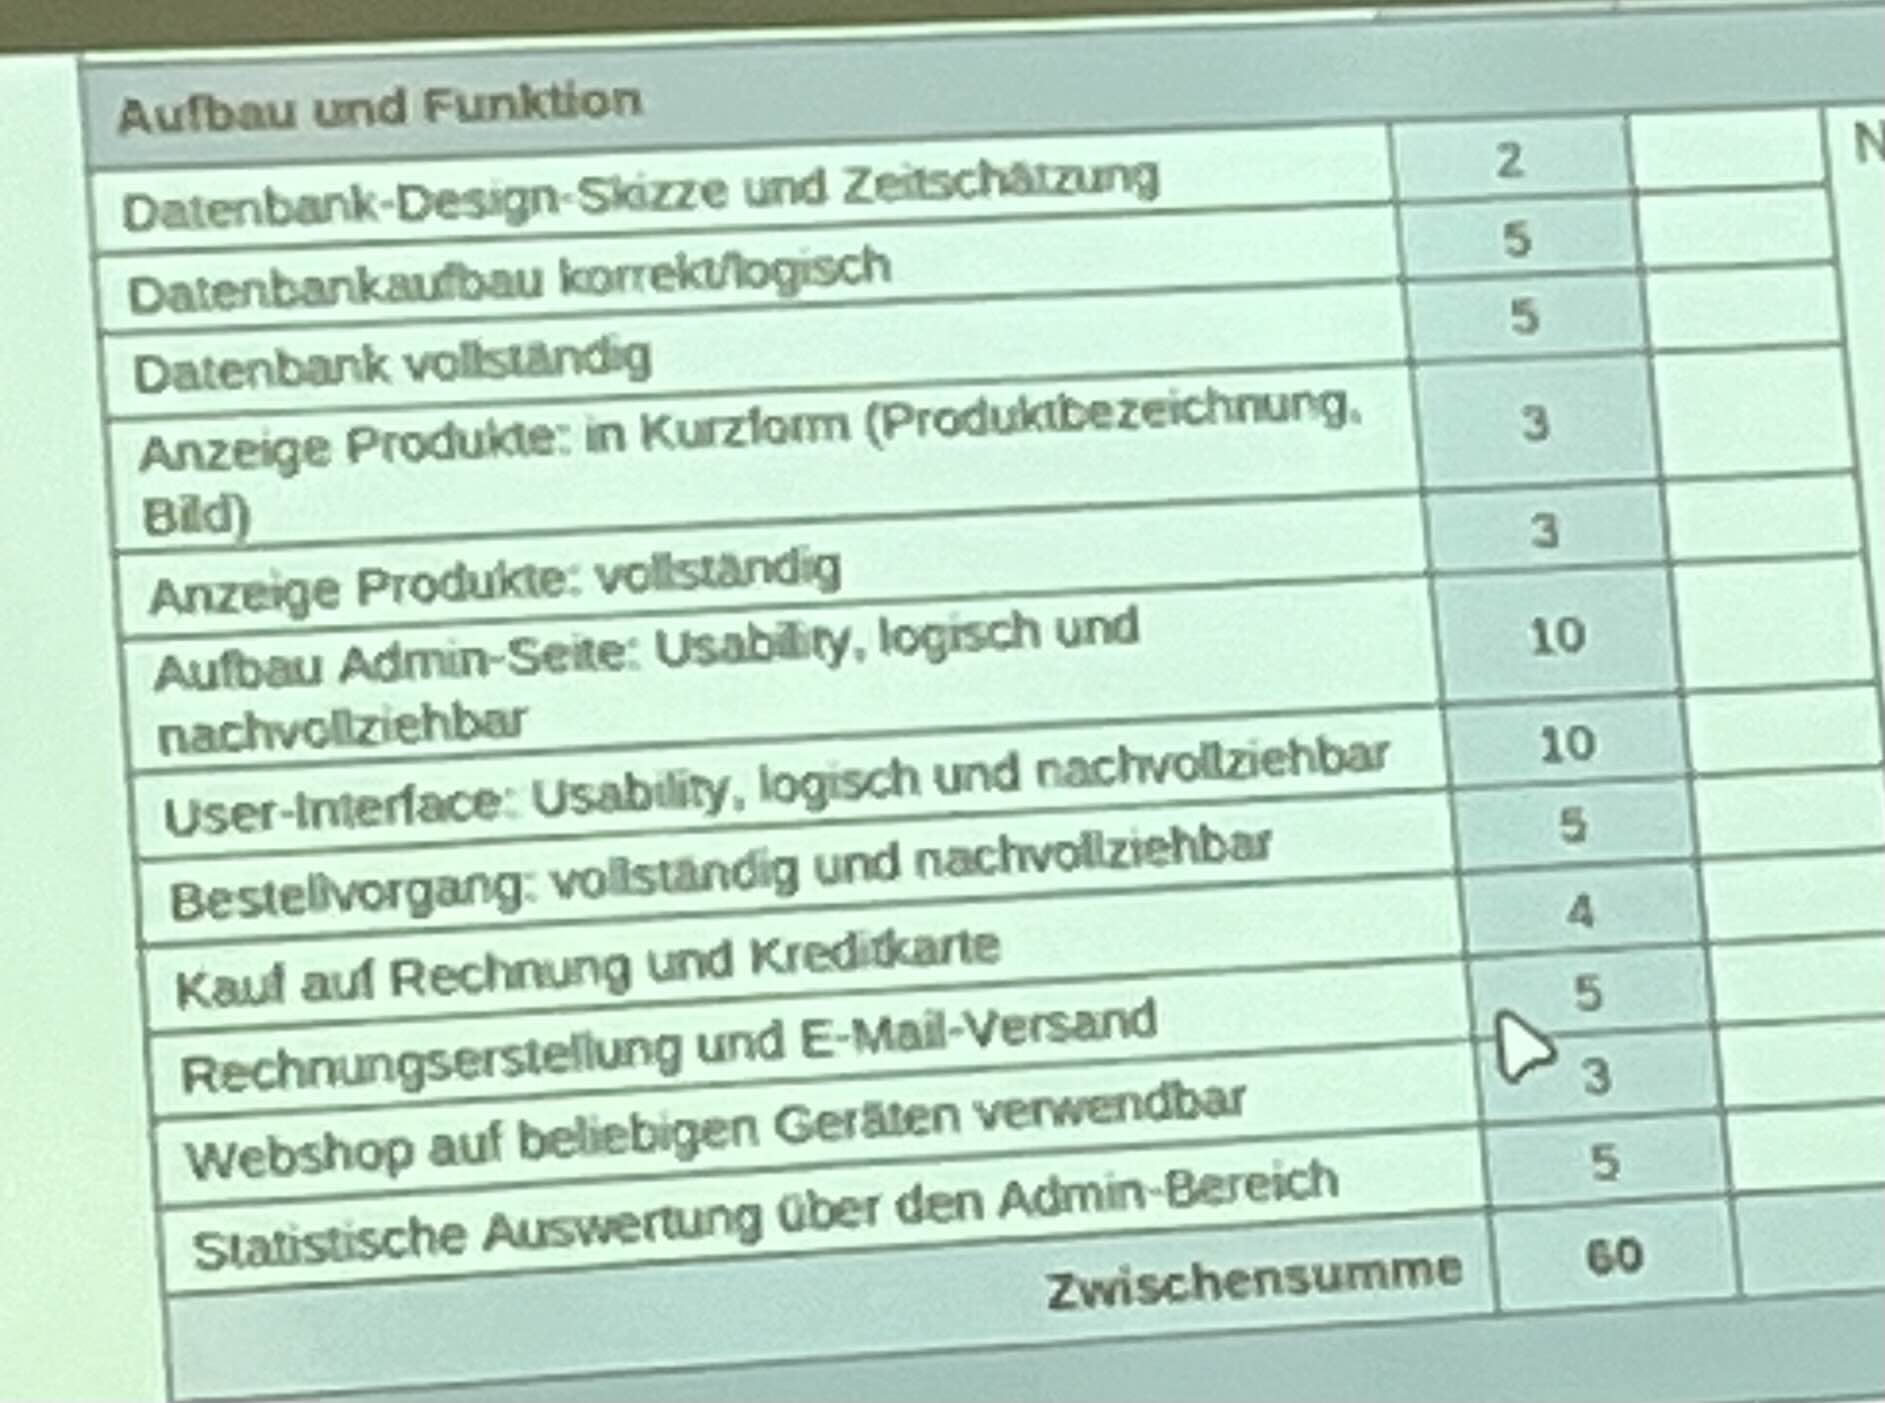 Aufbau und Funktion
Datenbank-Design-Skizze und Zeitschätzung 2
Datenbankaufbau korrekt/logisch 5
Datenbank vollständig 5
Anzeige Produkte: in Kurzform (Produktbezeichnung, 3
Bild)
Anzeige Produkte: vollständig 3
Aufbau Admin-Seite: Usability, logisch und 10
nachvollziehbar
User-Interface: Usability, logisch und nachvollziehbar 10
Bestellvorgang: vollständig und nachvollziehbar 5
Kauf auf Rechnung und Kreditkarte 4
Rechnungserstellung und E-Mail-Versand 5
Webshop auf beliebigen Geräten verwendbar 3
Statistische Auswertung über den Admin-Bereich 5
Zwischensumme 60